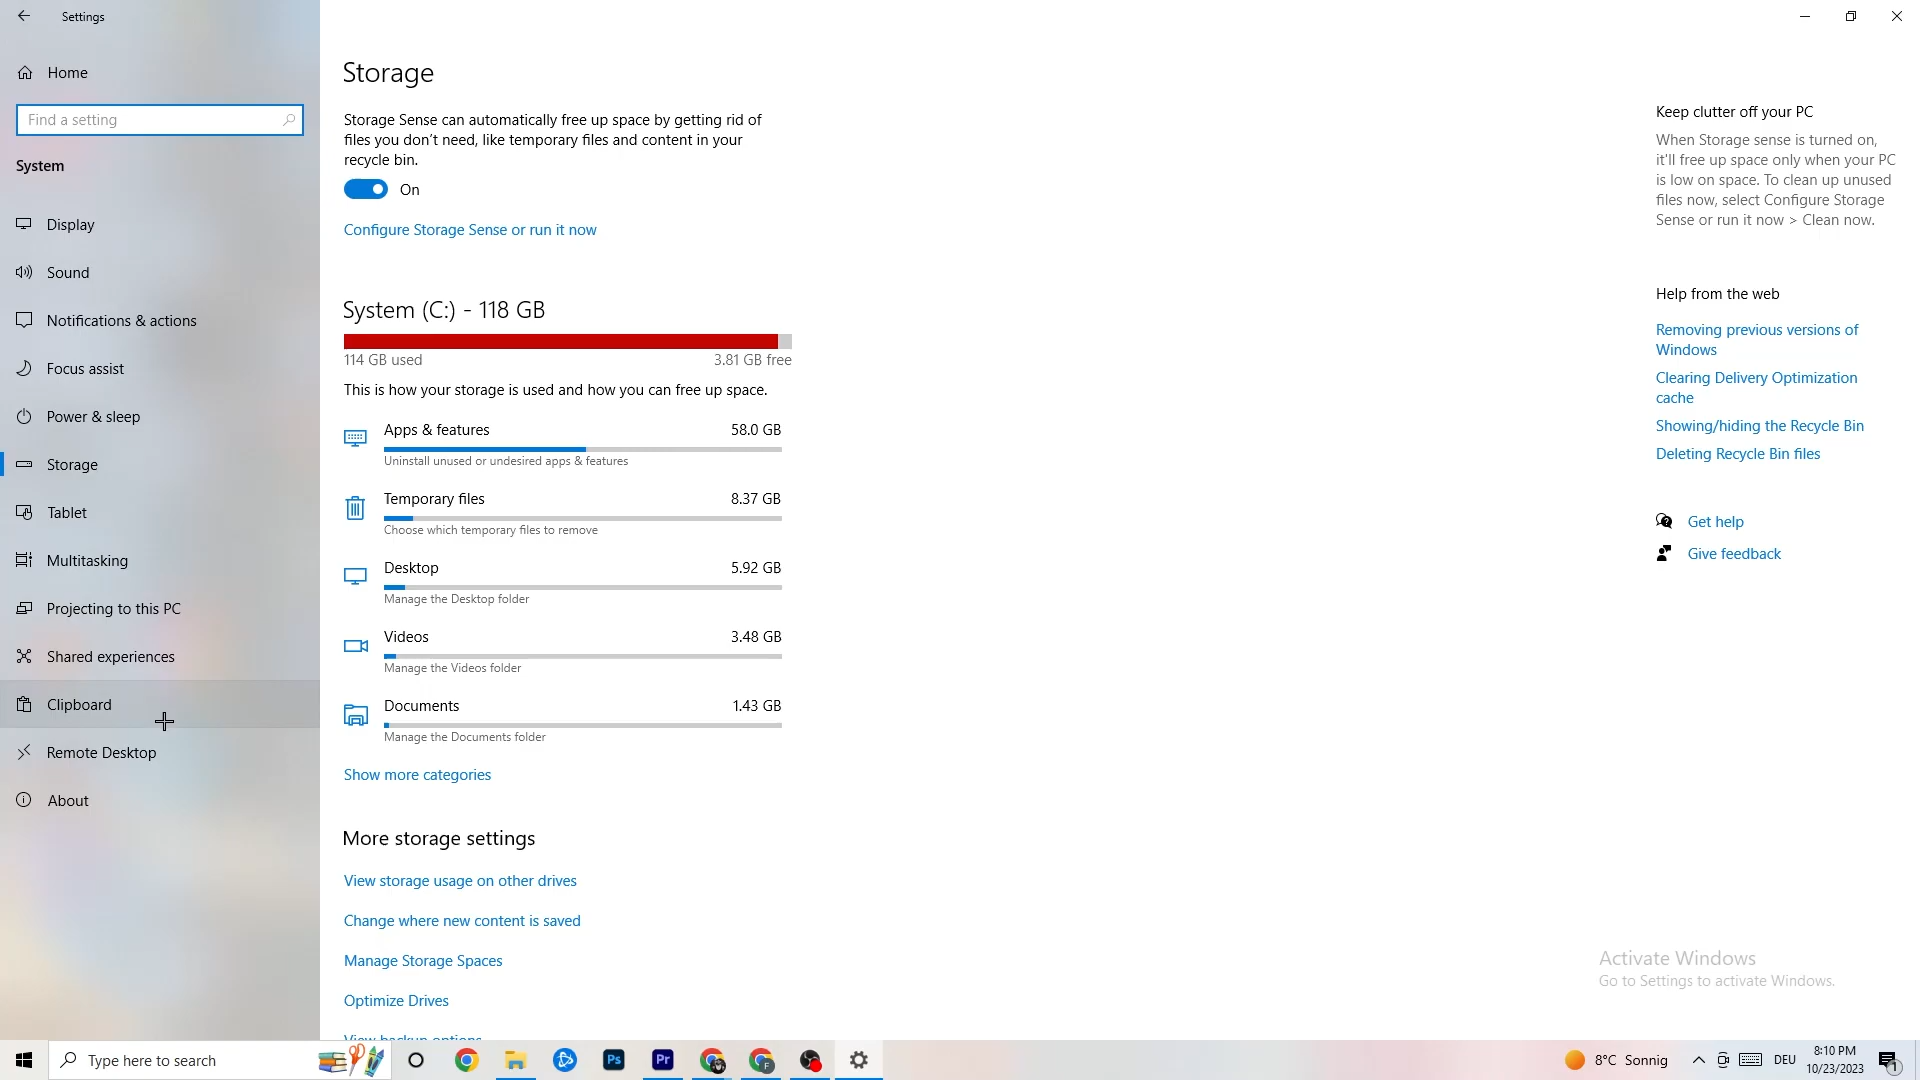 Settings
Home
Find a setting
System
Display
Sound
Notifications & actions
Focus assist
Power & sleep
Storage
Tablet
Multitasking
Projecting to this PC
Shared experiences
Clipboard
Remote Desktop
About
Storage
Storage Sense can automatically free up space by getting rid of
files you don't need, like temporary files and content in your
recycle bin.
On
Configure Storage Sense or run it now
System (C:) - 118 GB
114 GB used 3.81 GB free
This is how your storage is used and how you can free up space.
Apps & features 58.0 GB
Uninstall unused or undesired apps & features
Temporary files 8.37 GB
Choose which temporary files to remove
Desktop 5.92 GB
Manage the Desktop folder
Videos 3.48 GB
Manage the Videos folder
Documents 1.43 GB
Manage the Documents folder
Show more categories
More storage settings
View storage usage on other drives
Change where new content is saved
Manage Storage Spaces
Optimize Drives
View backup options
Keep clutter off your PC
When Storage sense is turned on,
it'll free up space only when your PC
is low on space. To clean up unused
files now, select Configure Storage
Sense or run it now > Clean now.
Help from the web
Removing previous versions of
Windows
Clearing Delivery Optimization
cache
Showing/hiding the Recycle Bin
Deleting Recycle Bin files
Get help
Give feedback
Activate Windows
Go to Settings to activate Windows.
Type here to search
Ps
Pr
F
8°C Sonnig
DEU
8:10 PM
10/23/2023
1